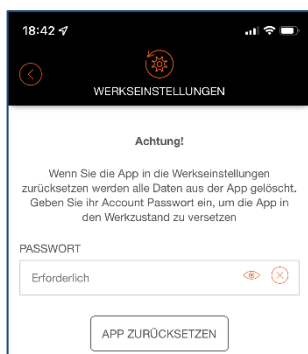 18:42
WERKSEINSTELLUNGEN
Achtung!
Wenn Sie die App in die Werkseinstellungen
zurücksetzen werden alle Daten aus der App gelöscht.
Geben Sie ihr Account Passwort ein, um die App in
den Werkzustand zu versetzen
PASSWORT
Erforderlich
APP ZURÜCKSETZEN